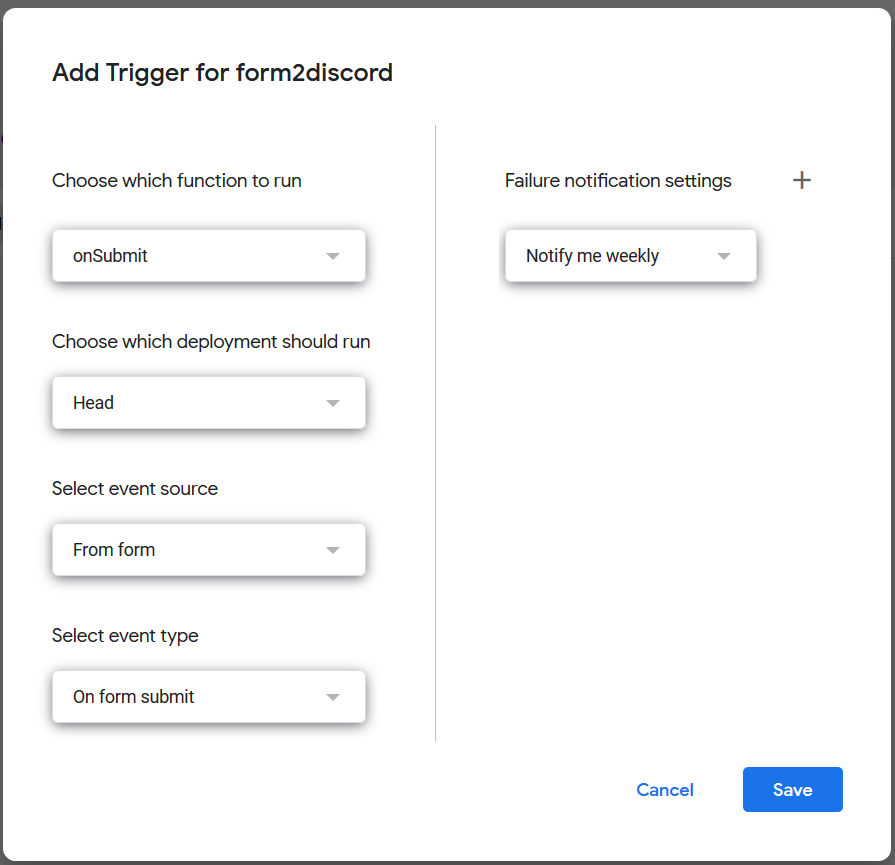 Add Trigger for form2discord
Choose which function to run
onSubmit
Choose which deployment should run
Head
Select event source
From form
Select event type
On form submit
Failure notification settings
Notify me weekly
Cancel
Save